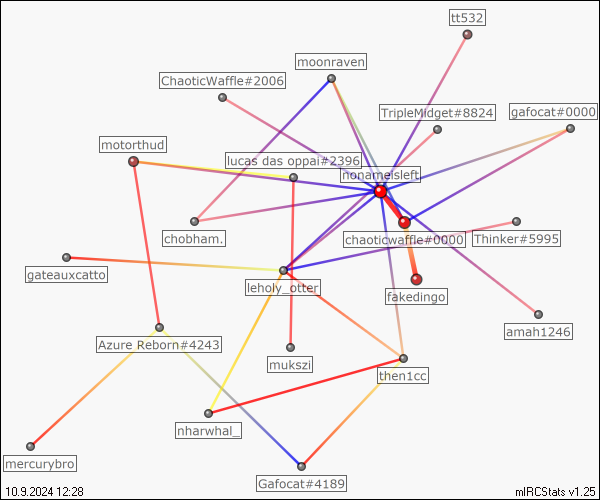 tt532
moonraven
ChaoticWaffle#2006
TripleMidget#8824
gafocat#0000
motorthud
lucas das oppai#2396
nonameisleft
chobham.
chaoticwaffle#0000
Thinker#5995
gateauxcatto
leholy_otter
fakedingo
amah1246
Azure Reborn#4243
mukszi
then1cc
nharwhal_
mercurybro
Gafocat#4189
10.9.2024 12:28
mIRCStats v1.25